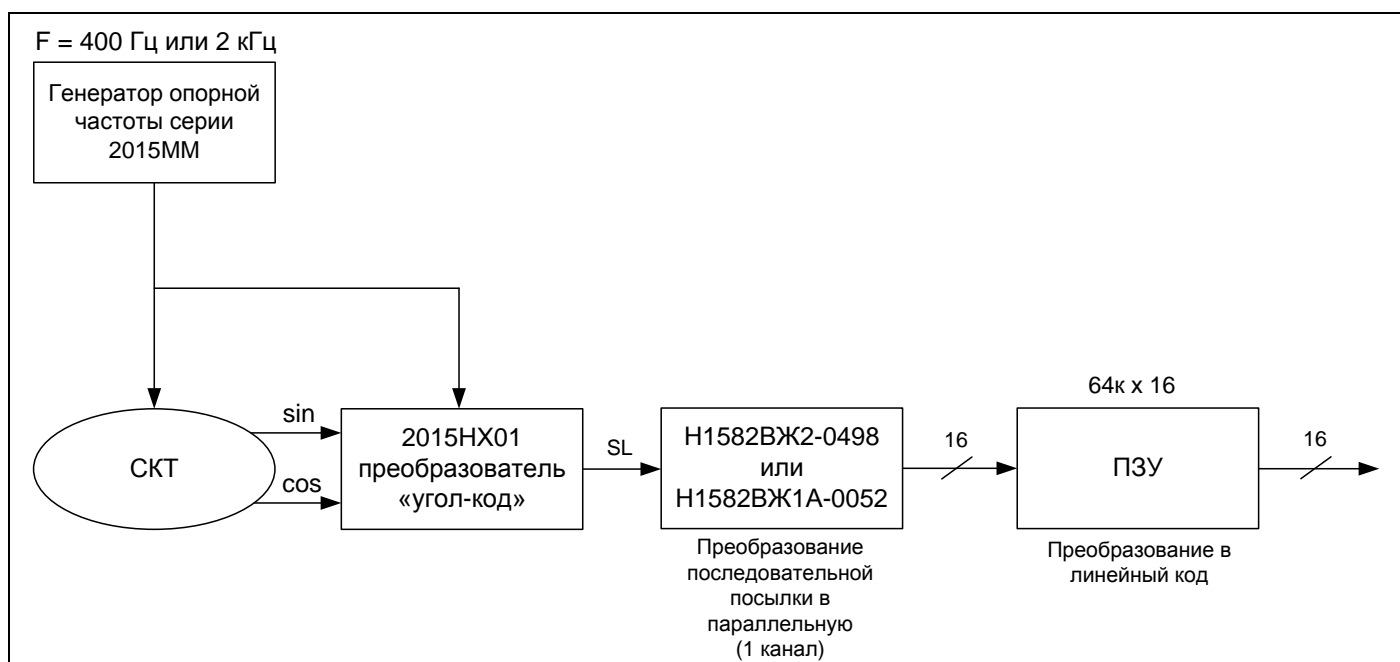 F = 400 Гц или 2 кГц
Генератор опорной
частоты серии
2015ММ
64к х 16
sin
СКТ
cos
2015НХ01
преобразователь
«угол-код»
SL
Н1582ВЖ2-0498
или
Н1582ВЖ1А-0052
16
ПЗУ
16
Преобразование
последовательной
посылки в
параллельную
(1 канал)
Преобразование в
линейный код